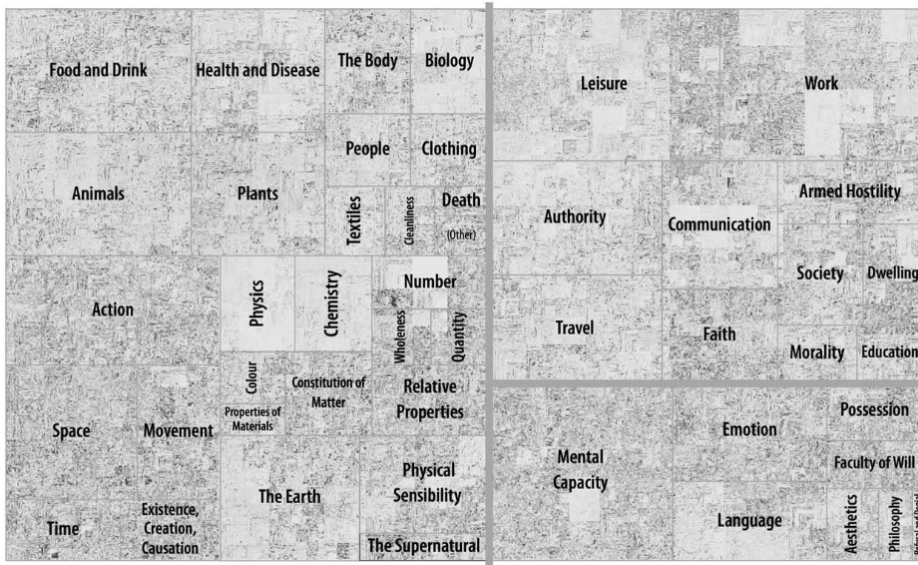 Food and Drink
Health and Disease
The Body
Biology
People
Clothing
Animals
Plants
Textiles
Cleanliness
Death
(Other)
Action
Physics
Chemistry
Number
Wholeness
Quantity
Colour
Constitution of
Matter
Relative
Properties
Properties of
Materials
Space
Movement
The Earth
Physical
Sensibility
Time
Existence,
Creation,
Causation
The Supernatural
Leisure
Work
Authority
Communication
Armed Hostility
Society
Dwelling
Travel
Faith
Morality
Education
Mental
Capacity
Emotion
Possession
Faculty of Will
Language
Aesthetics
Philosophy